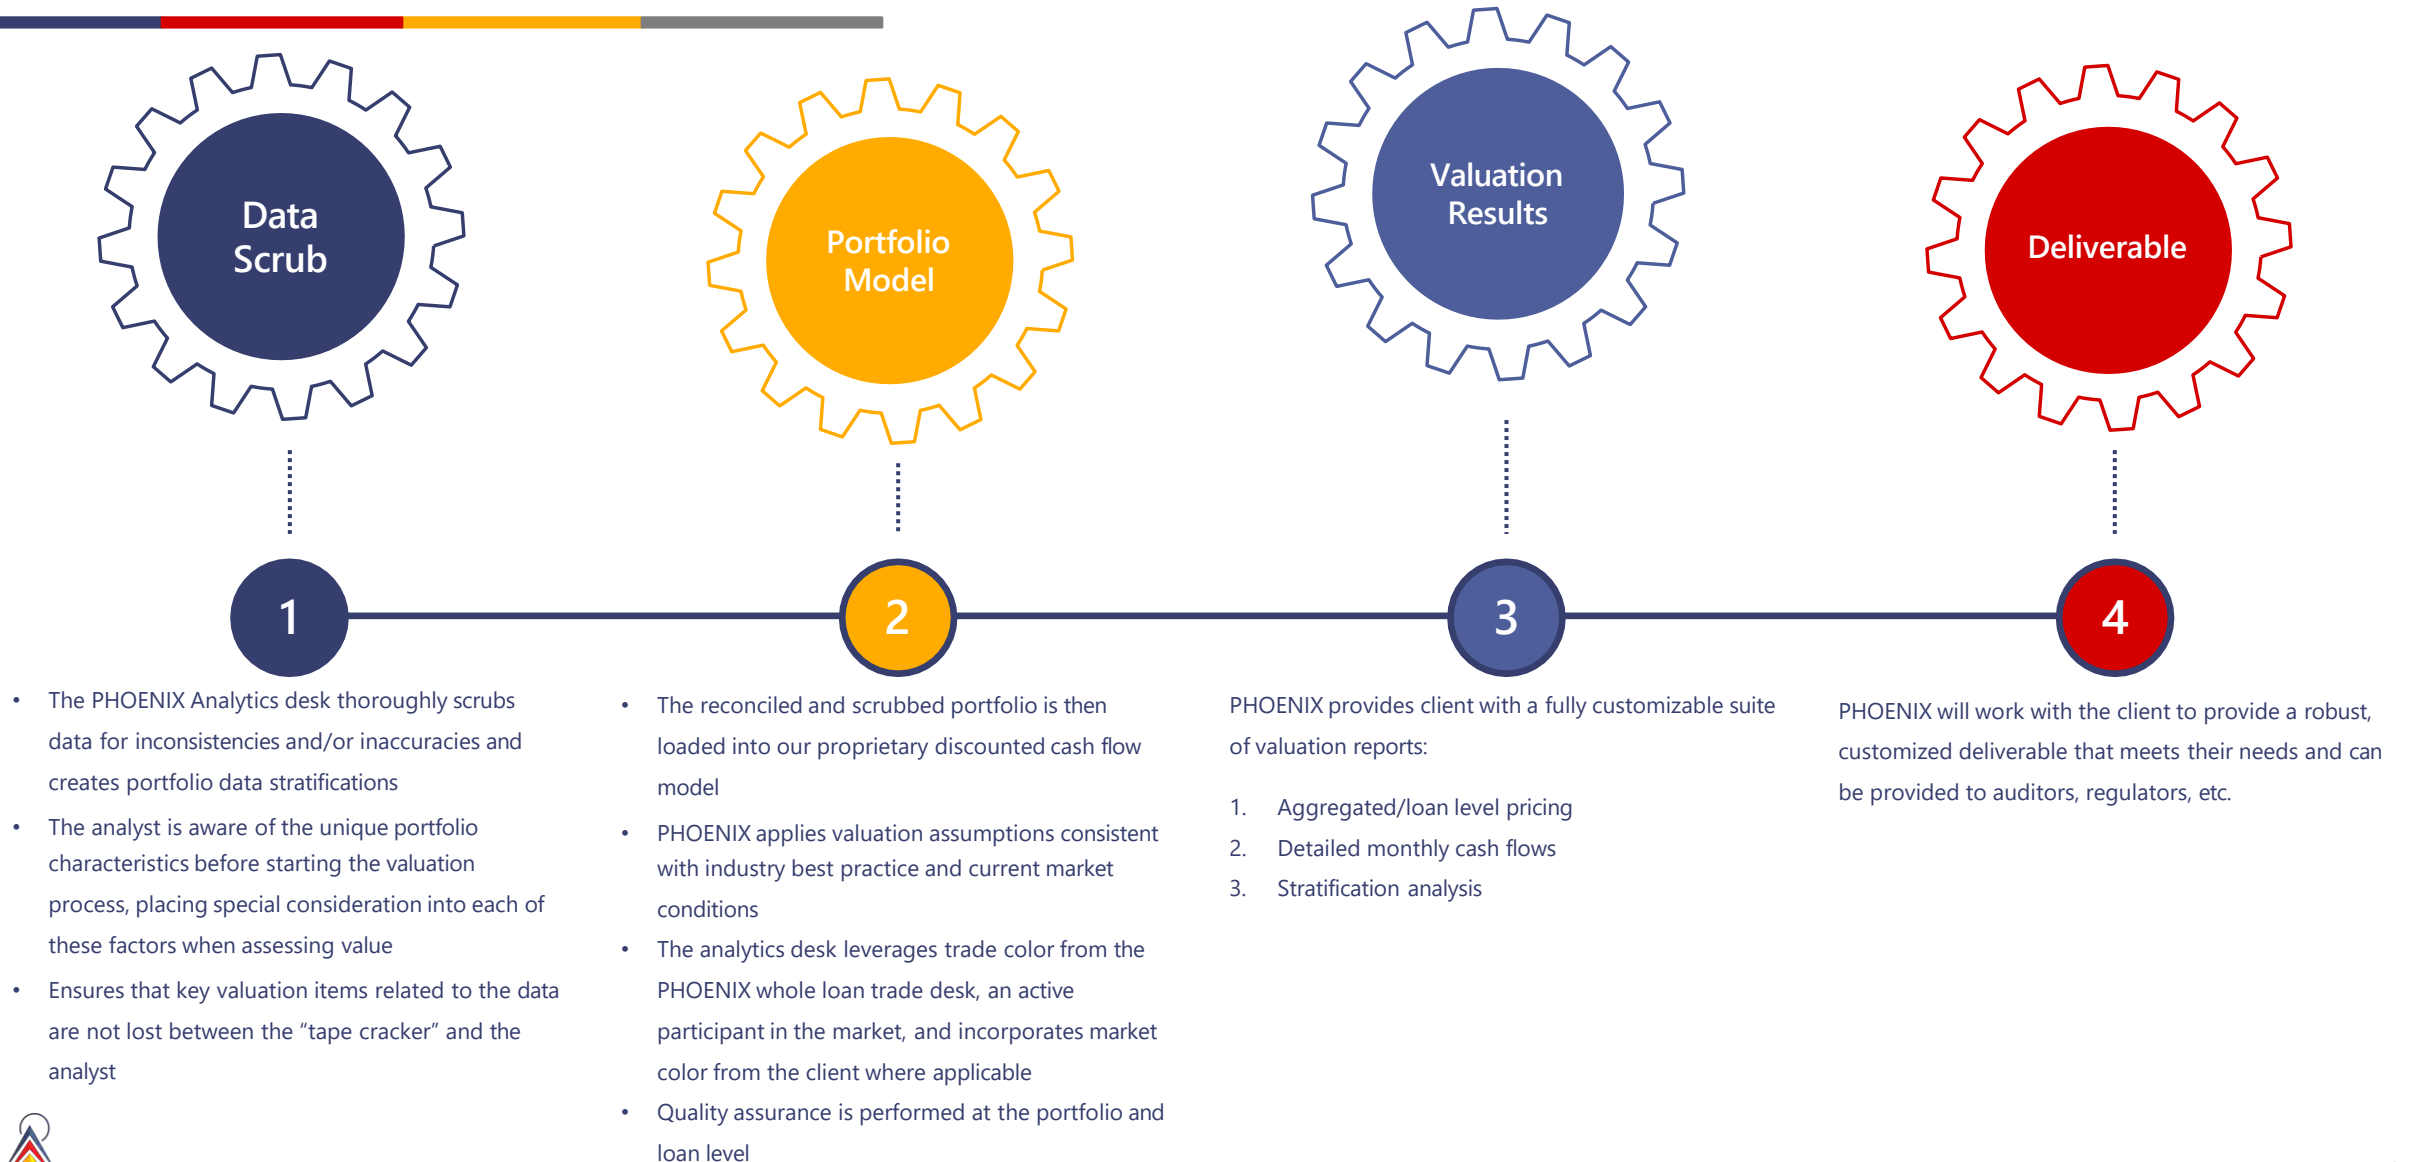 Data
Scrub
Portfolio
Model
Valuation
Results
Deliverable
1
2
3
4
• The PHOENIX Analytics desk thoroughly scrubs
data for inconsistencies and/or inaccuracies and
creates portfolio data stratifications
• The analyst is aware of the unique portfolio
characteristics before starting the valuation
process, placing special consideration into each of
these factors when assessing value
• Ensures that key valuation items related to the data
are not lost between the “tape cracker” and the
analyst
• The reconciled and scrubbed portfolio is then
loaded into our proprietary discounted cash flow
model
• PHOENIX applies valuation assumptions consistent
with industry best practice and current market
conditions
• The analytics desk leverages trade color from the
PHOENIX whole loan trade desk, an active
participant in the market, and incorporates market
color from the client where applicable
• Quality assurance is performed at the portfolio and
loan level
PHOENIX provides client with a fully customizable suite
of valuation reports:
1. Aggregated/loan level pricing
2. Detailed monthly cash flows
3. Stratification analysis
PHOENIX will work with the client to provide a robust,
customized deliverable that meets their needs and can
be provided to auditors, regulators, etc.